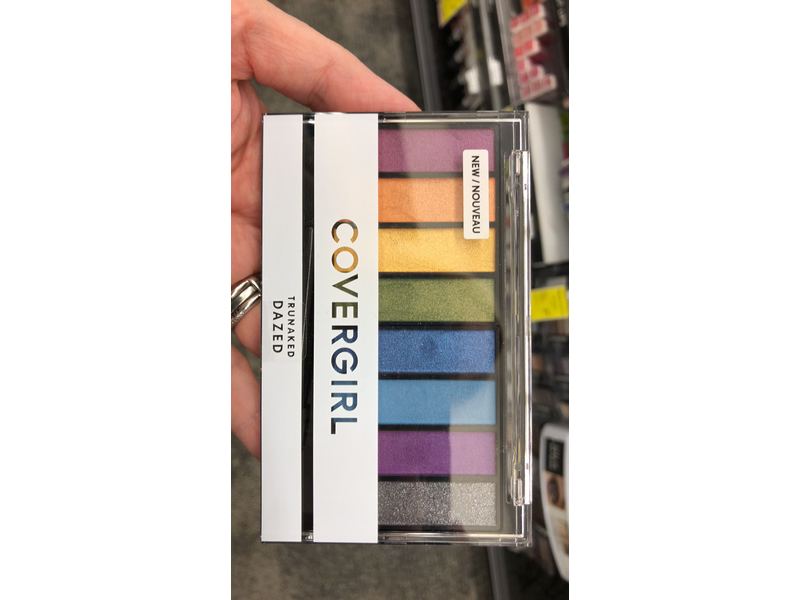 NEW / NOUVEAU
COVERGIRL
TRUNAKED
DAZED